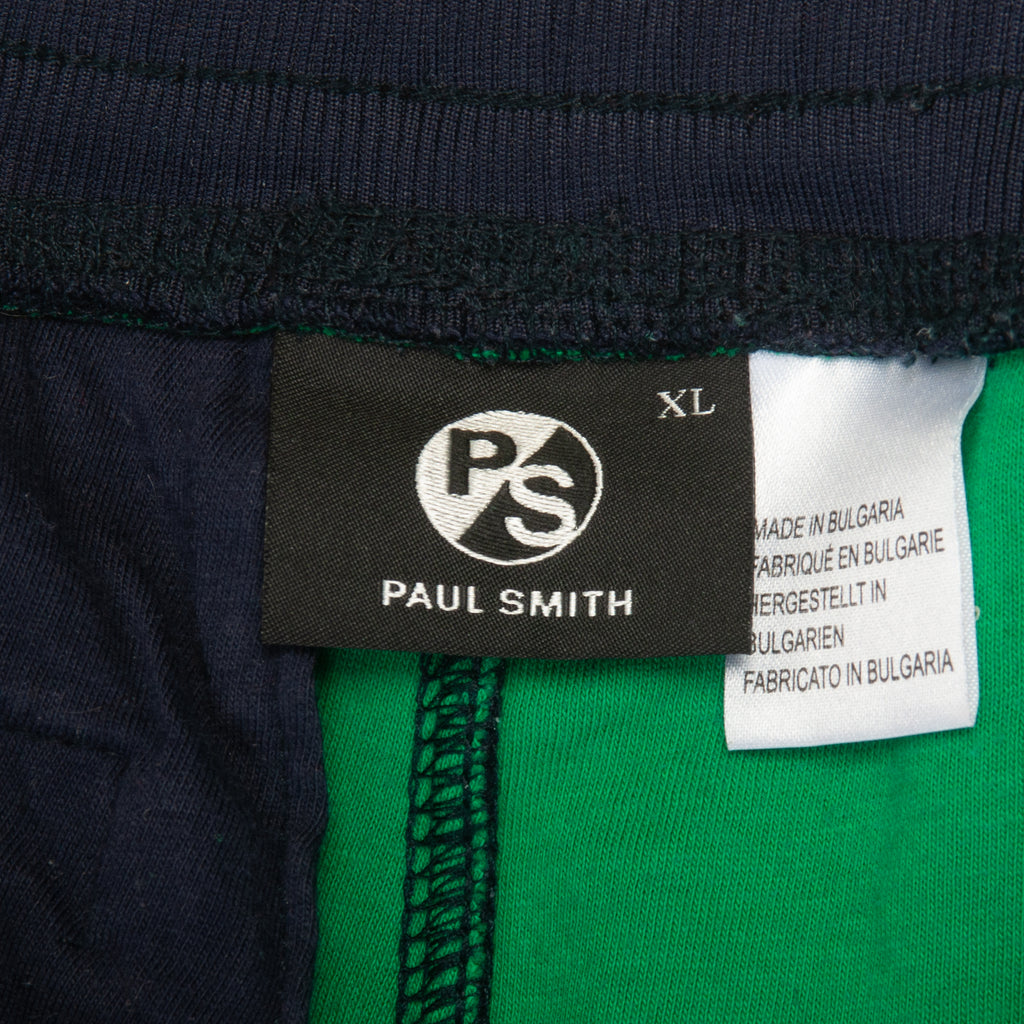 XL
PS
PAUL SMITH
MADE IN BULGARIA
FABRIQUÉ EN BULGARIE
HERGESTELLT IN
BULGARIEN
FABRICATO IN BULGARIA